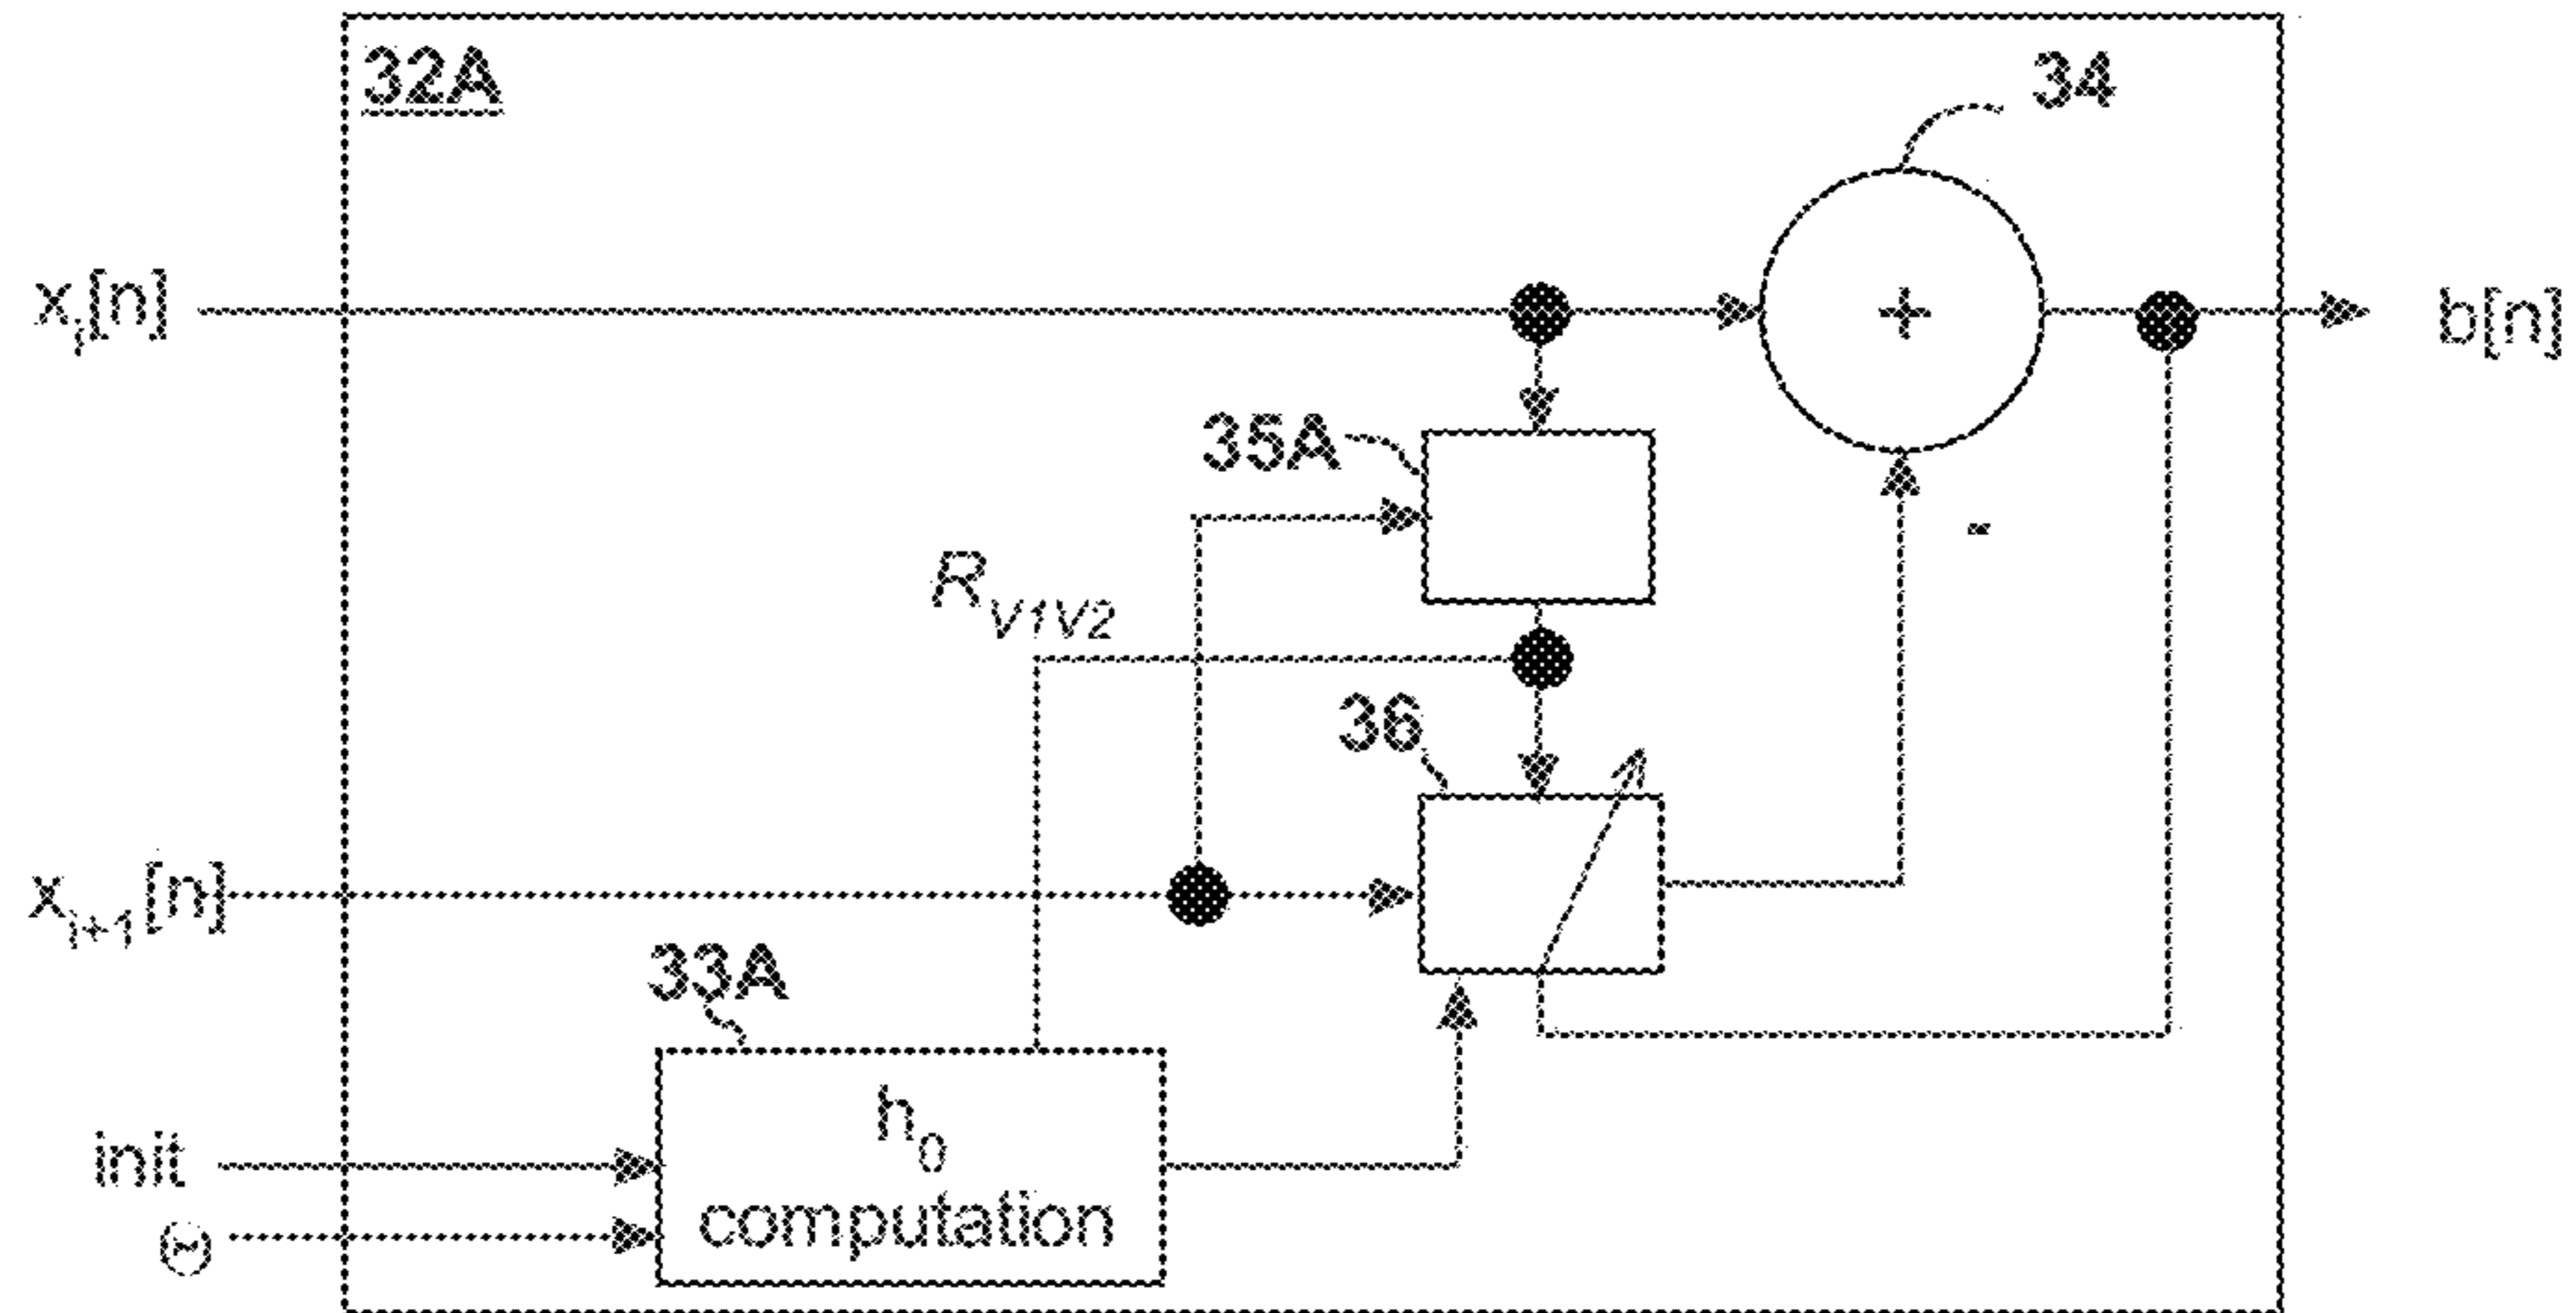 32A
34
x_i[n]
+
b[n]
35A
-
R_V1V2
36
x_i+1[n]
33A
h_0
computation
init
Θ